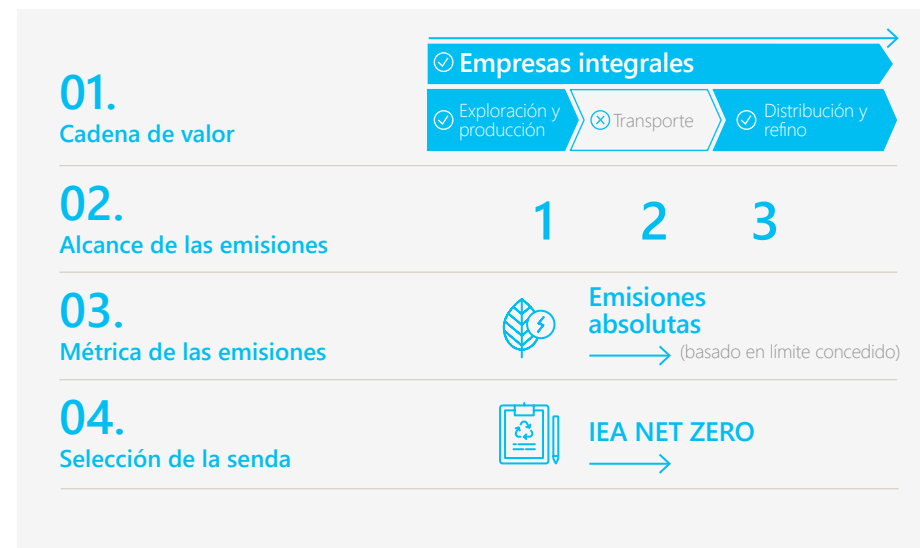 01.
Cadena de valor
Empresas integrales
Exploración y
producción
Transporte
Distribución y
refino
02.
Alcance de las emisiones
1 2 3
03.
Métrica de las emisiones
Emisiones
absolutas
(basado en límite concedido)
04.
Selección de la senda
IEA NET ZERO